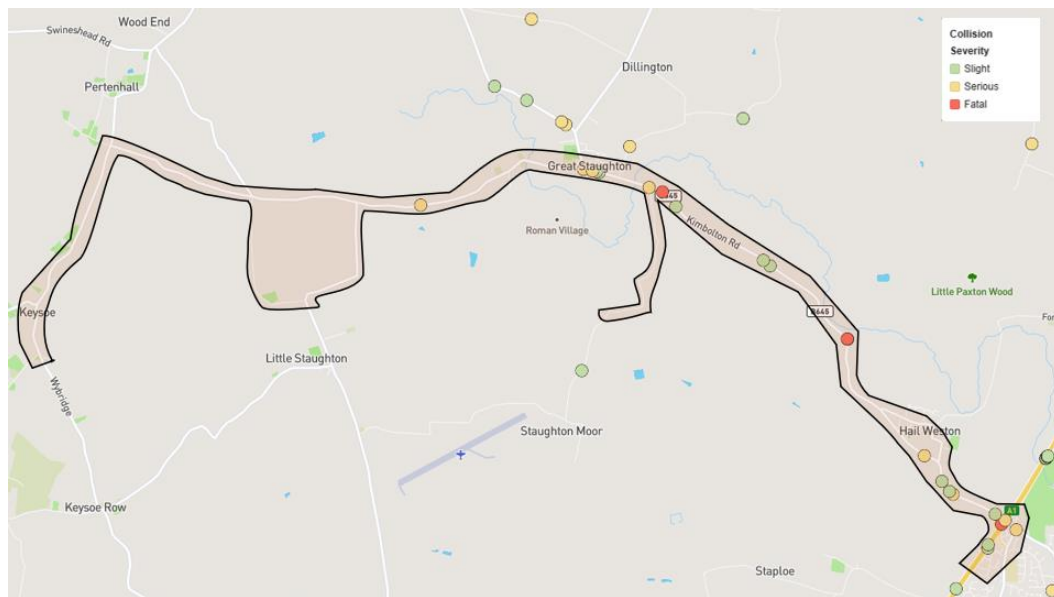 Wood End
Swineshead Rd
Pertenhall
Dillington
Collision
Severity
Slight
Serious
Fatal
Great Staughton
Roman Village
Kimbolton Rd
Little Paxton Wood
B645
Keysoe
Little Staughton
Wybridge
Staughton Moor
Hail Weston
Keysoe Row
A1
Staploe